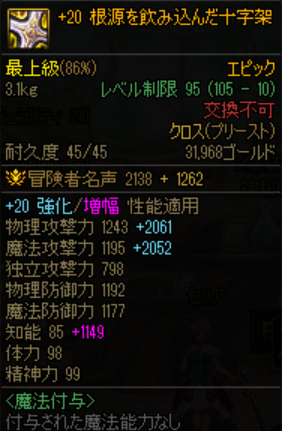 +20 根源を飲み込んだ十字架
最上級(86%) エピック
3.1kg レベル制限 95 (105 - 10)
交換不可
クロス(プリースト)
耐久度 45/45 31,968ゴールド
冒険者名声 2138 + 1262
+20 強化/増幅 性能適用
物理攻撃力 1243 +2061
魔法攻撃力 1195 +2052
独立攻撃力 798
物理防御力 1192
魔法防御力 1177
知能 85 +1149
体力 98
精神力 99
<魔法付与>
付与された魔法能力なし